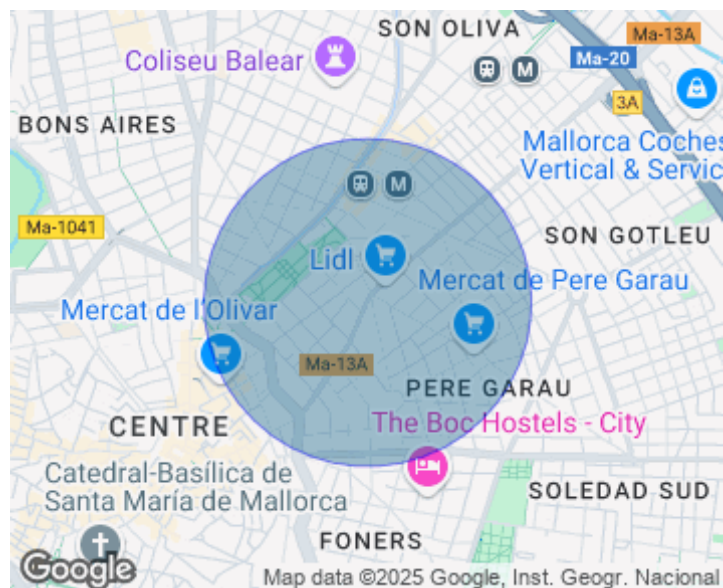 SON OLIVA
Ma-13A
Coliseu Balear
Ma-20
M
3A
BONS AIRES
Mallorca Coches
Vertical & Servic
M
Ma-1041
SON GOTLEU
Lidl
Mercat de Pere Garau
Mercat de l'Olivar
Ma-13A
PERE GARAU
CENTRE
The Boc Hostels - City
Catedral-Basílica de
Santa María de Mallorca
SOLEDAD SUD
FONERS
Google
Map data ©2025 Google, Inst. Geogr. Nacional